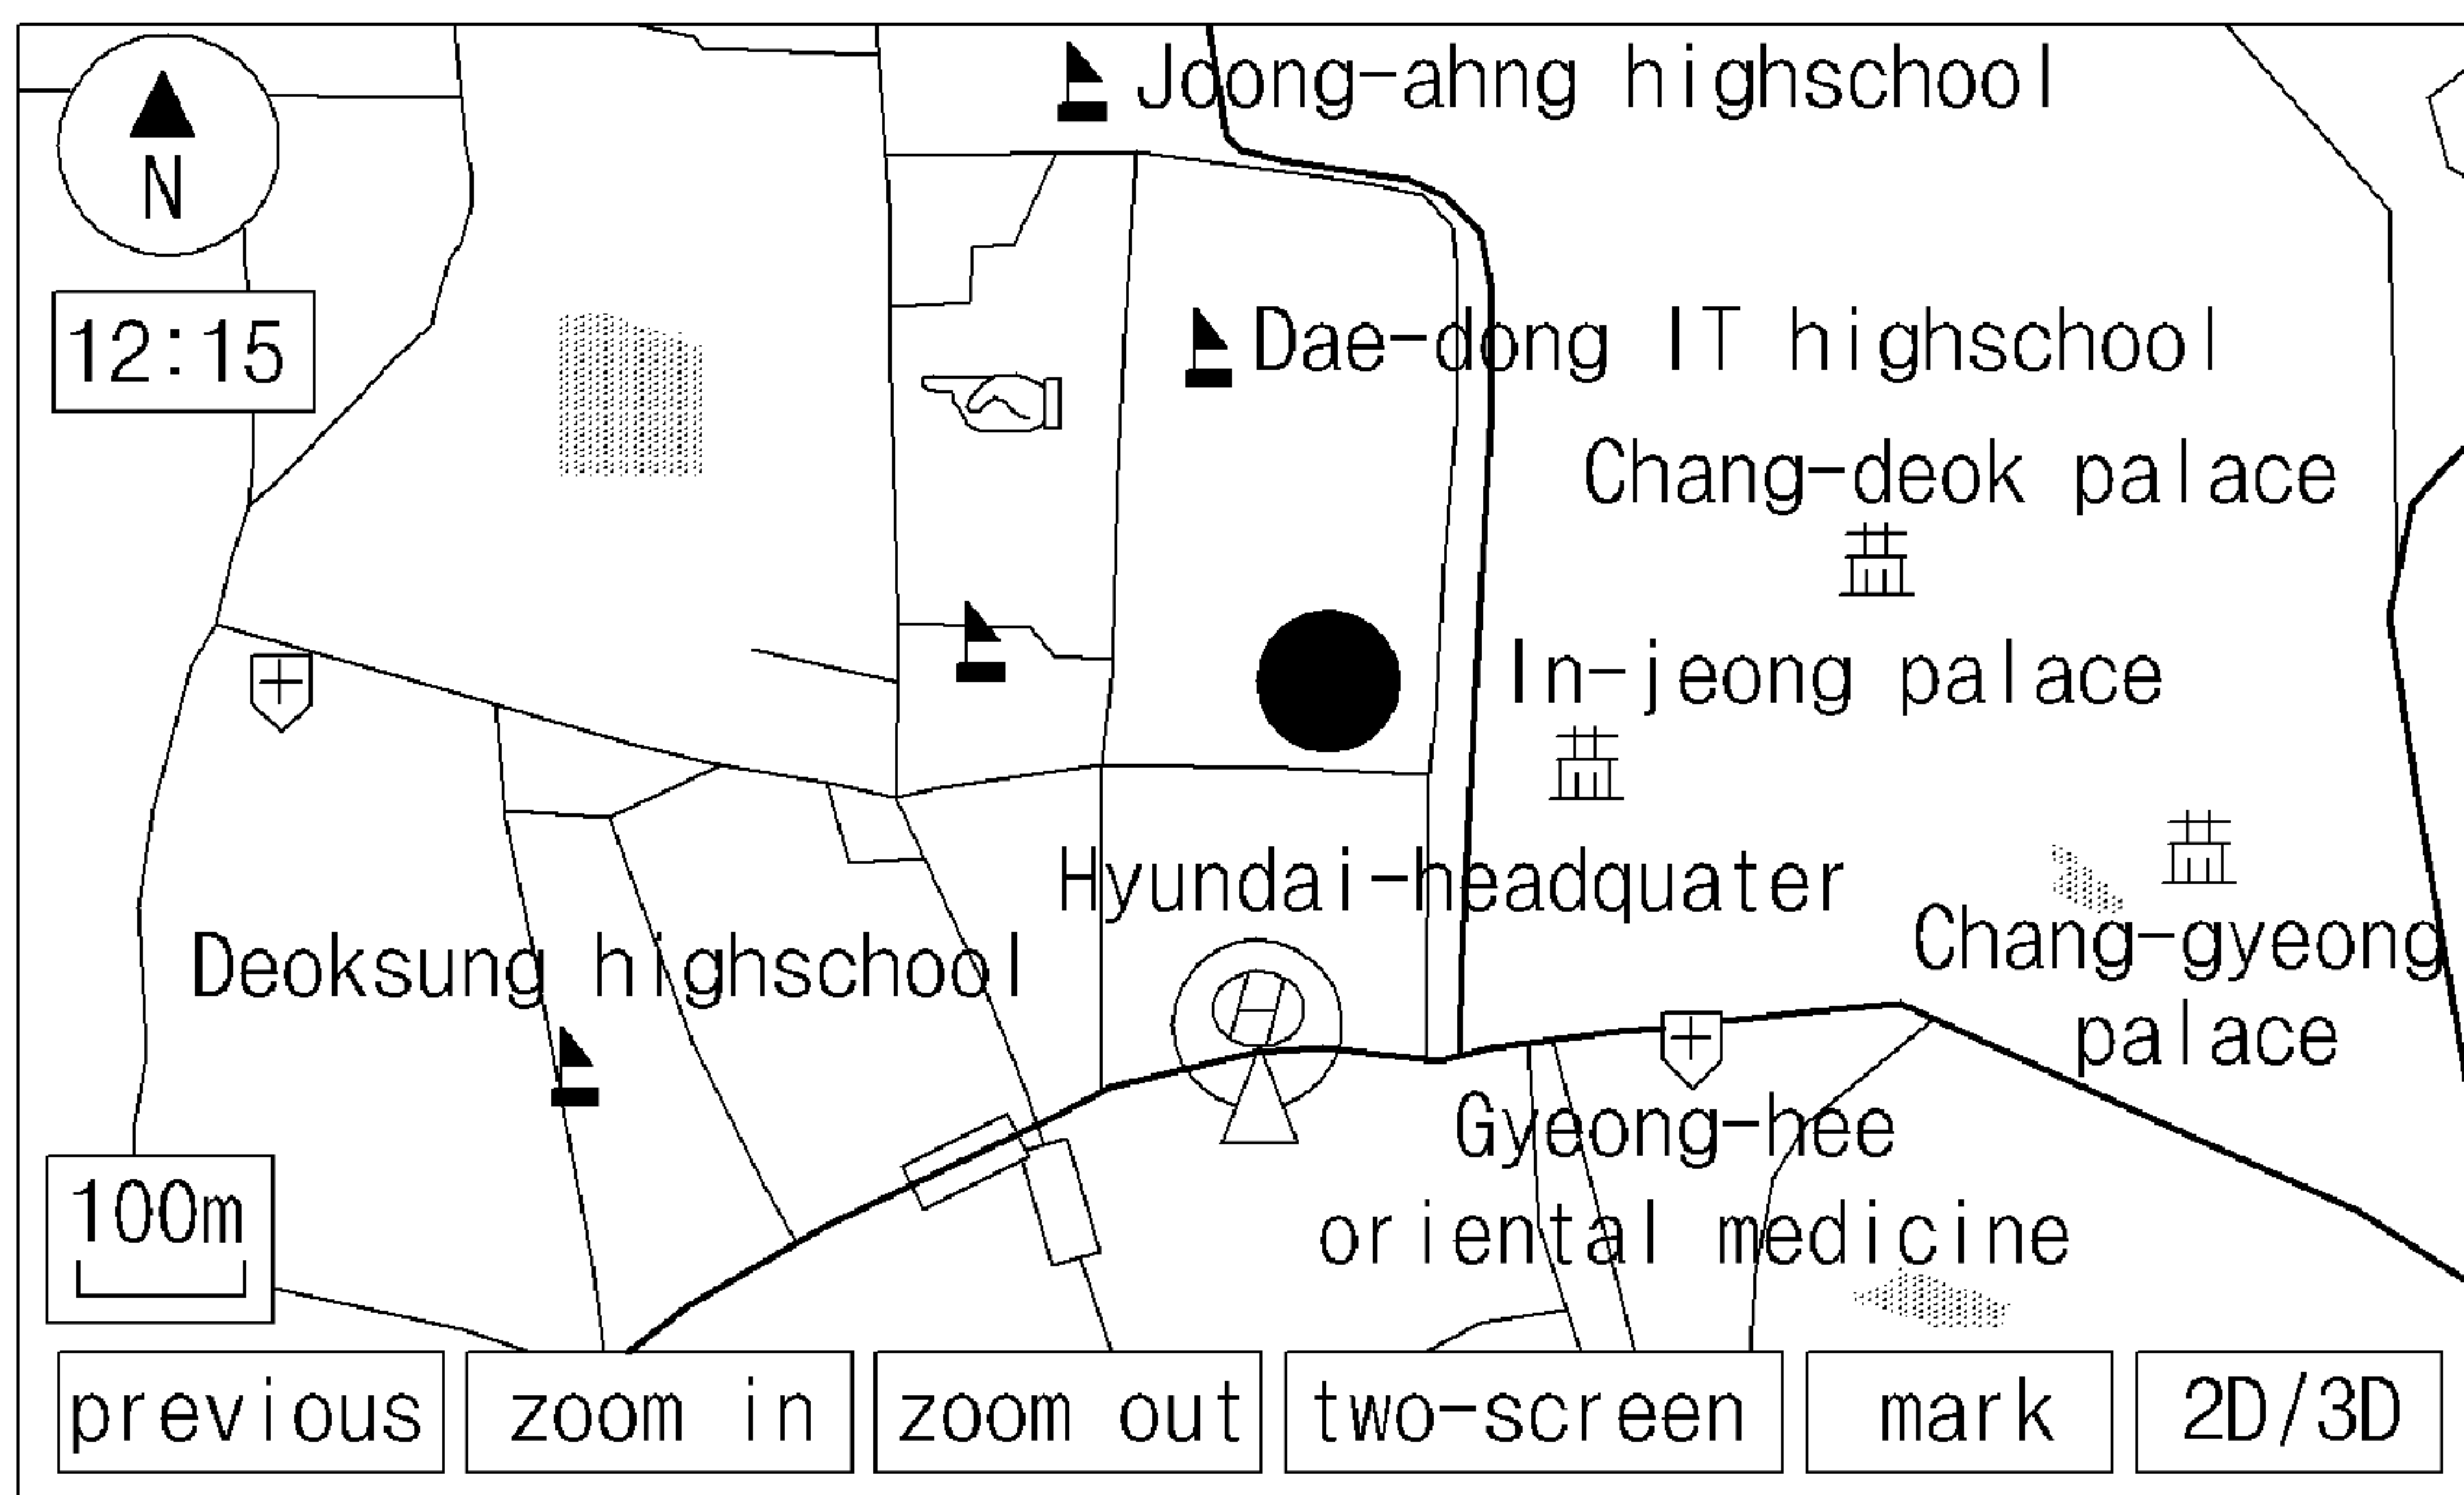 Joong-ahng highschool
N
12:15
Dae-dong IT highschool
Chang-deok palace
In-jeong palace
Hyundai-headquater
Chang-gyeong
palace
Deoksung highschool
H
Gyeong-hee
oriental medicine
100m
previous
zoom in
zoom out
two-screen
mark
2D/3D